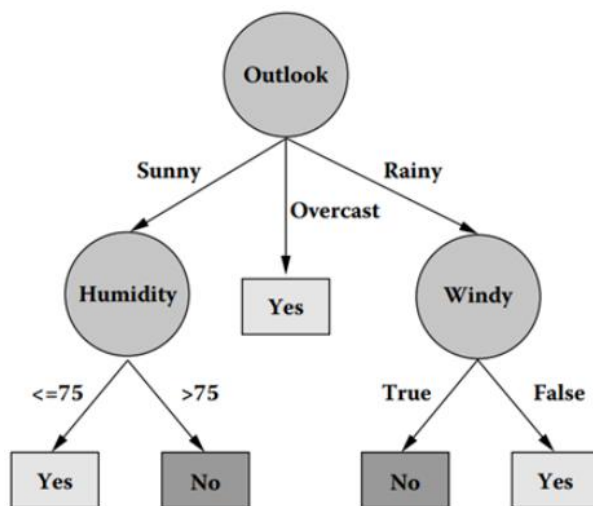 Outlook
Sunny
Rainy
Overcast
Humidity
Yes
Windy
<=75
>75
True
False
Yes
No
No
Yes